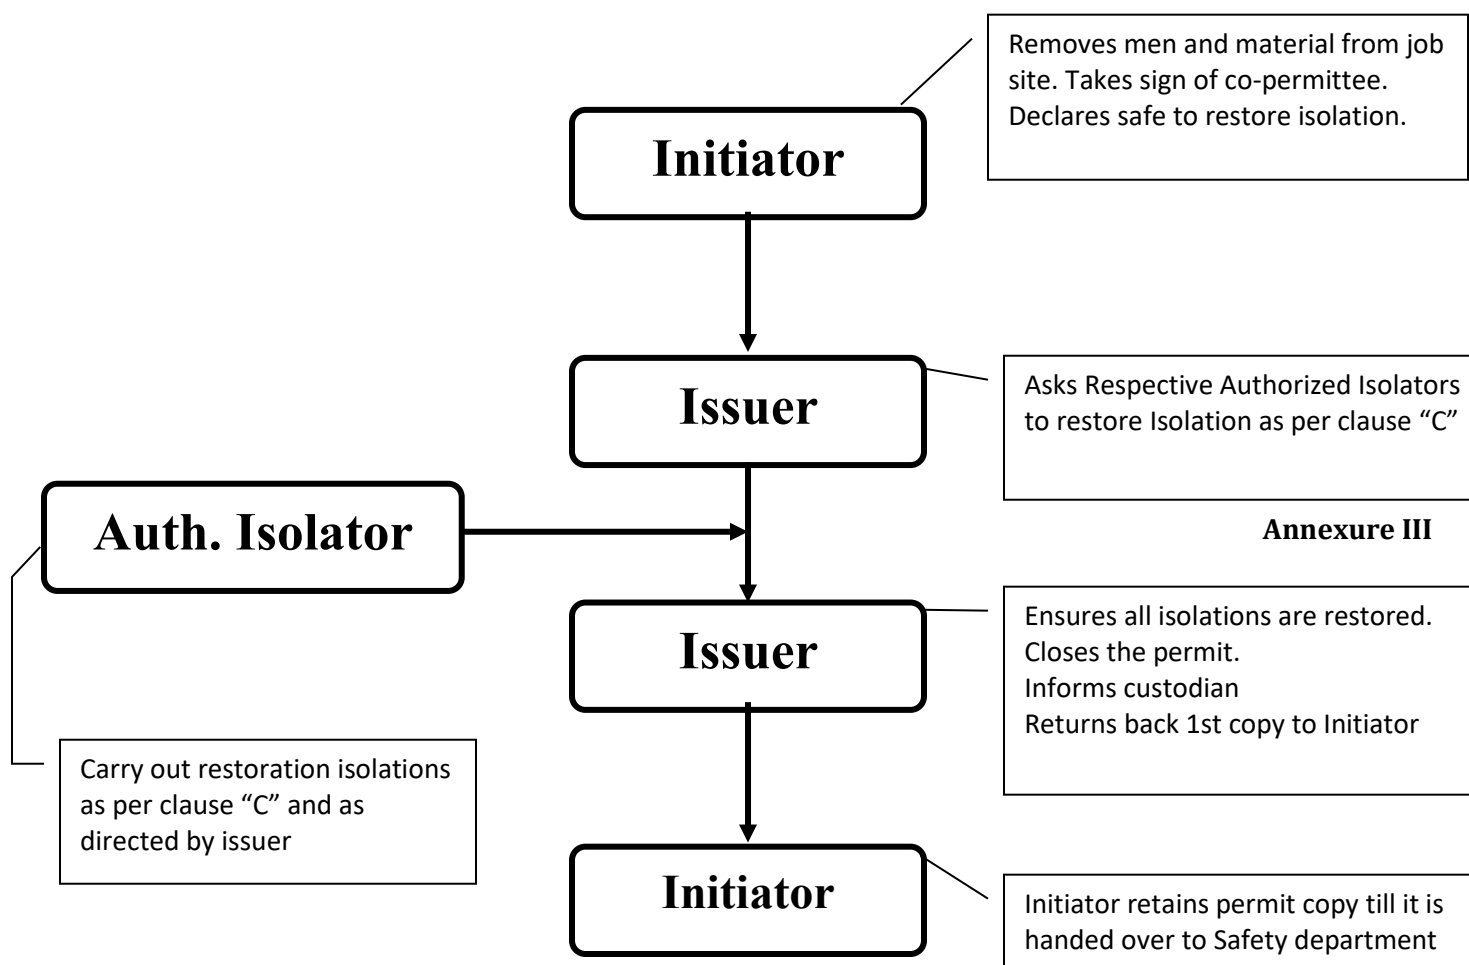 Removes men and material from job
site. Takes sign of co-permittee.
Declares safe to restore isolation.
Initiator
Issuer
Asks Respective Authorized Isolators
to restore Isolation as per clause “C”
Auth. Isolator
Annexure III
Issuer
Ensures all isolations are restored.
Closes the permit.
Informs custodian
Returns back 1st copy to Initiator
Carry out restoration isolations
as per clause “C” and as
directed by issuer
Initiator
Initiator retains permit copy till it is
handed over to Safety department